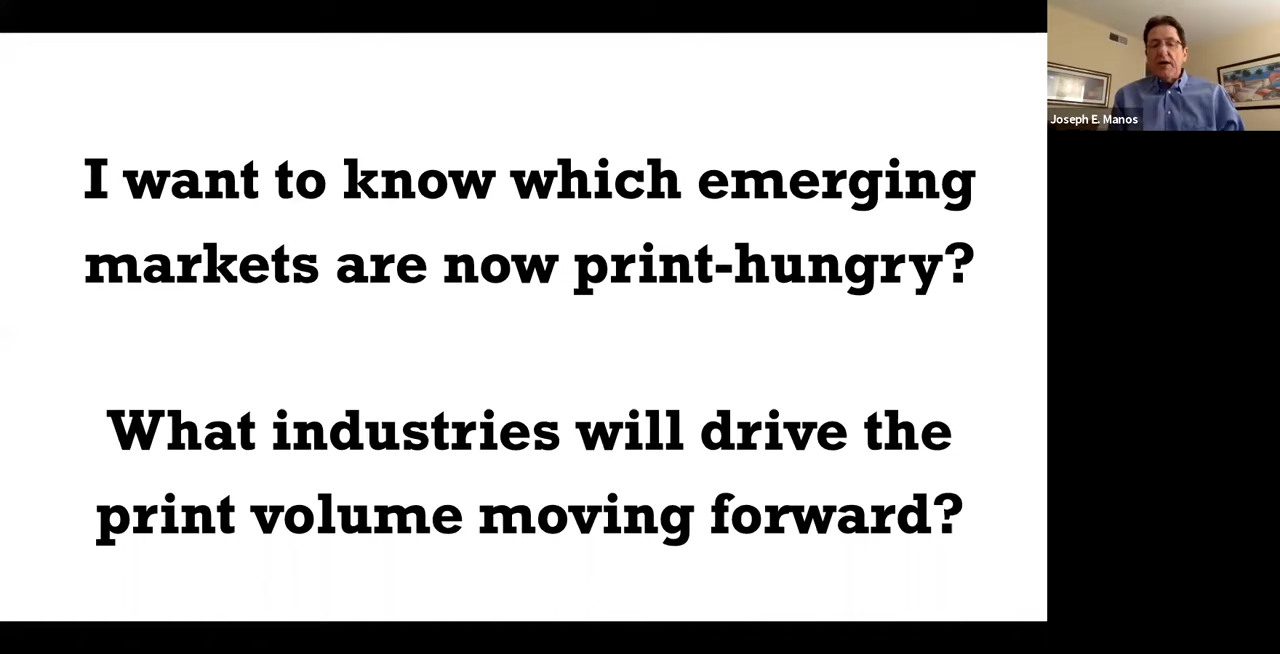 I want to know which emerging
markets are now print-hungry?
What industries will drive the
print volume moving forward?
Joseph E. Manos